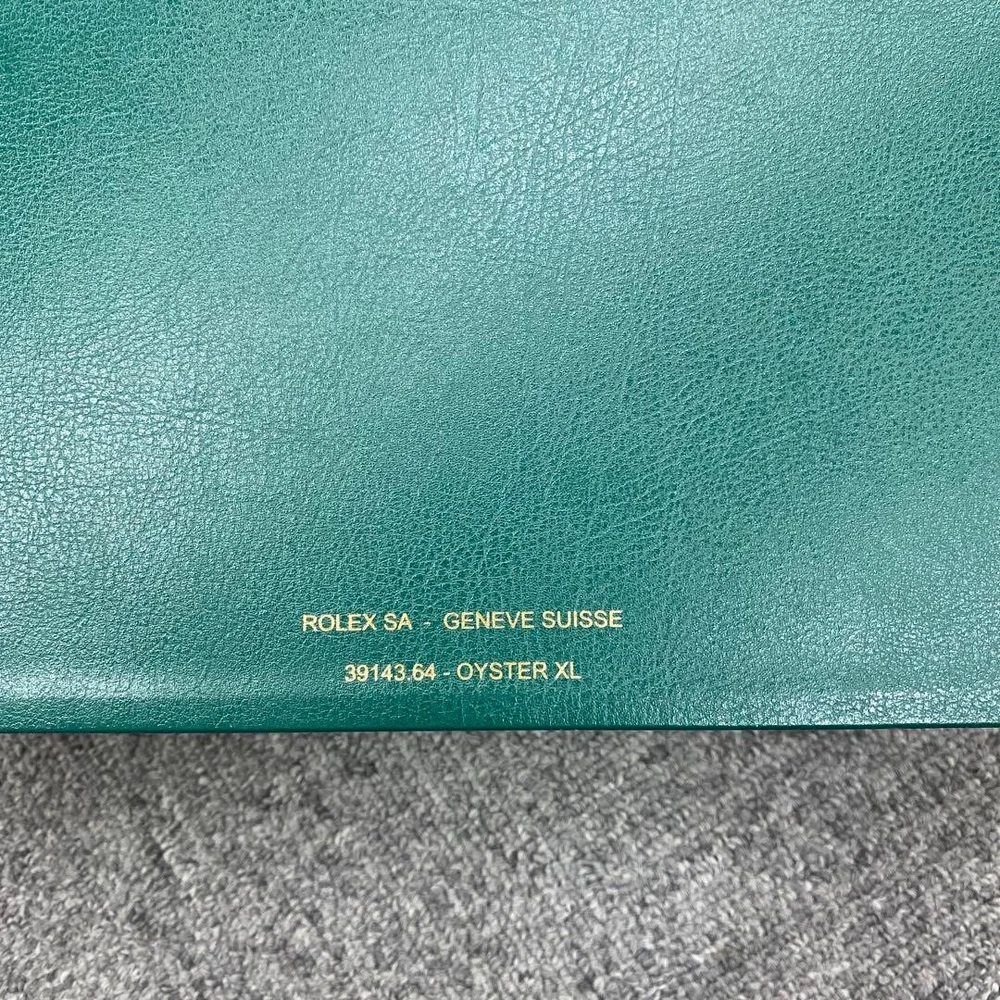 ROLEX SA - GENEVE SUISSE
39143.64 - OYSTER XL